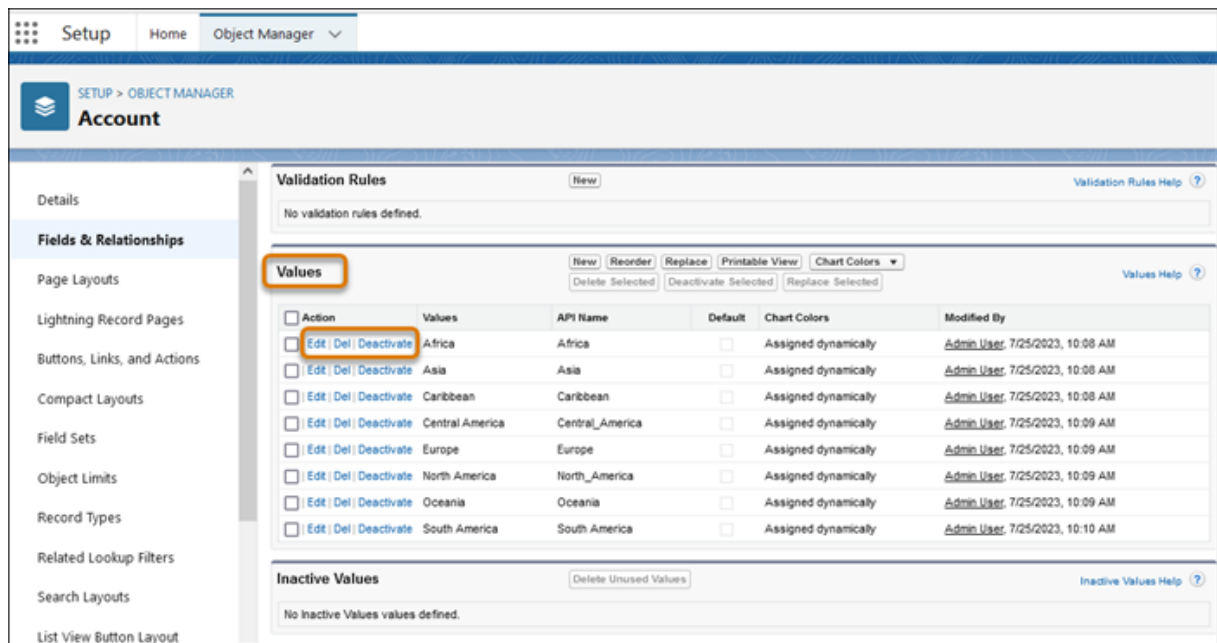 Setup Home Object Manager
SETUP > OBJECT MANAGER
Account
Details
Fields & Relationships
Page Layouts
Lightning Record Pages
Buttons, Links, and Actions
Compact Layouts
Field Sets
Object Limits
Record Types
Related Lookup Filters
Search Layouts
List View Button Layout
Validation Rules New Validation Rules Help ?
No validation rules defined.
Values New Reorder Replace Printable View Chart Colors Values Help ?
Delete Selected Deactivate Selected Replace Selected
Action Values API Name Default Chart Colors Modified By
Edit | Del | Deactivate Africa Africa Assigned dynamically Admin User, 7/25/2023, 10:08 AM
Edit | Del | Deactivate Asia Asia Assigned dynamically Admin User, 7/25/2023, 10:08 AM
Edit | Del | Deactivate Caribbean Caribbean Assigned dynamically Admin User, 7/25/2023, 10:08 AM
Edit | Del | Deactivate Central America Central_America Assigned dynamically Admin User, 7/25/2023, 10:09 AM
Edit | Del | Deactivate Europe Europe Assigned dynamically Admin User, 7/25/2023, 10:09 AM
Edit | Del | Deactivate North America North_America Assigned dynamically Admin User, 7/25/2023, 10:09 AM
Edit | Del | Deactivate Oceania Oceania Assigned dynamically Admin User, 7/25/2023, 10:09 AM
Edit | Del | Deactivate South America South America Assigned dynamically Admin User, 7/25/2023, 10:10 AM
Inactive Values Delete Unused Values Inactive Values Help ?
No Inactive Values values defined.